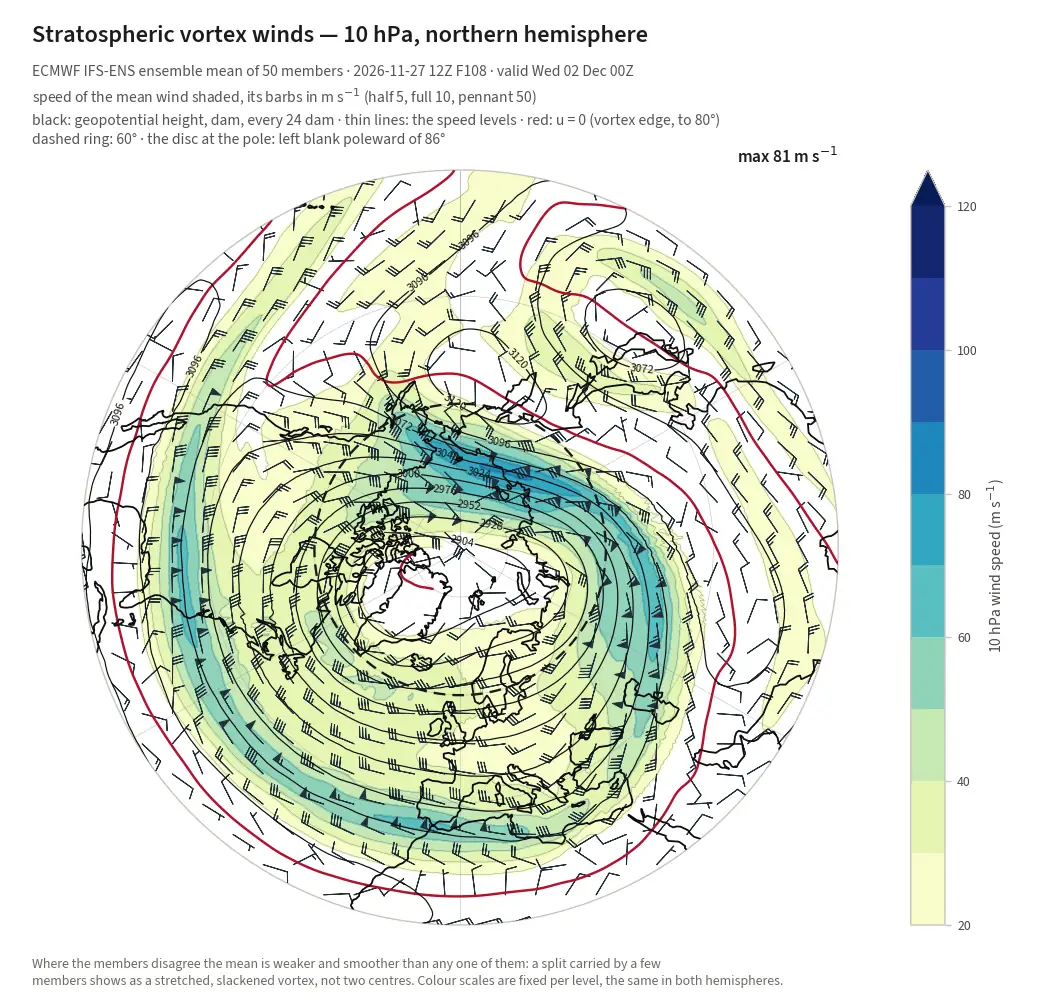 Stratospheric vortex winds — 10 hPa, northern hemisphere
ECMWF IFS-ENS ensemble mean of 50 members · 2026-11-27 12Z F108 · valid Wed 02 Dec 00Z
speed of the mean wind shaded, its barbs in m s⁻¹ (half 5, full 10, pennant 50)
black: geopotential height, dam, every 24 dam · thin lines: the speed levels · red: u = 0 (vortex edge, to 80°)
dashed ring: 60° · the disc at the pole: left blank poleward of 86°
max 81 m s⁻¹
120
100
80
60
40
20
10 hPa wind speed (m s⁻¹)
3096
3096
3096
3096
3120
3072
3096
3024
2976
2952
2928
2904
Where the members disagree the mean is weaker and smoother than any one of them: a split carried by a few
members shows as a stretched, slackened vortex, not two centres. Colour scales are fixed per level, the same in both hemispheres.